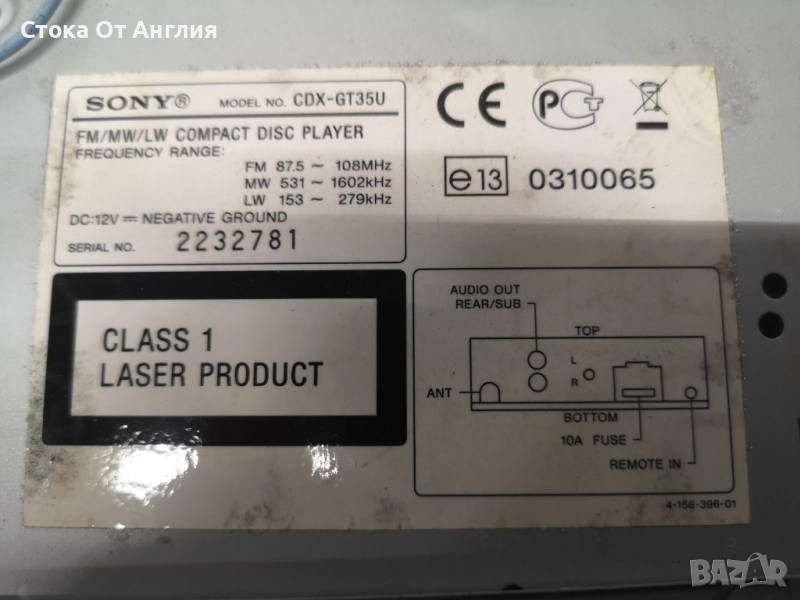 Стока От Англия
SONY® MODEL NO. CDX-GT35U
FM/MW/LW COMPACT DISC PLAYER
FREQUENCY RANGE:
FM 87.5 ~ 108MHz
MW 531 ~ 1602kHz
LW 153 ~ 279kHz
DC:12V ⎓ NEGATIVE GROUND
SERIAL NO. 2232781
CE
e13 0310065
CLASS 1
LASER PRODUCT
AUDIO OUT
REAR/SUB
TOP
L
R
ANT
BOTTOM
10A FUSE
REMOTE IN
4-156-396-01
BAZAR